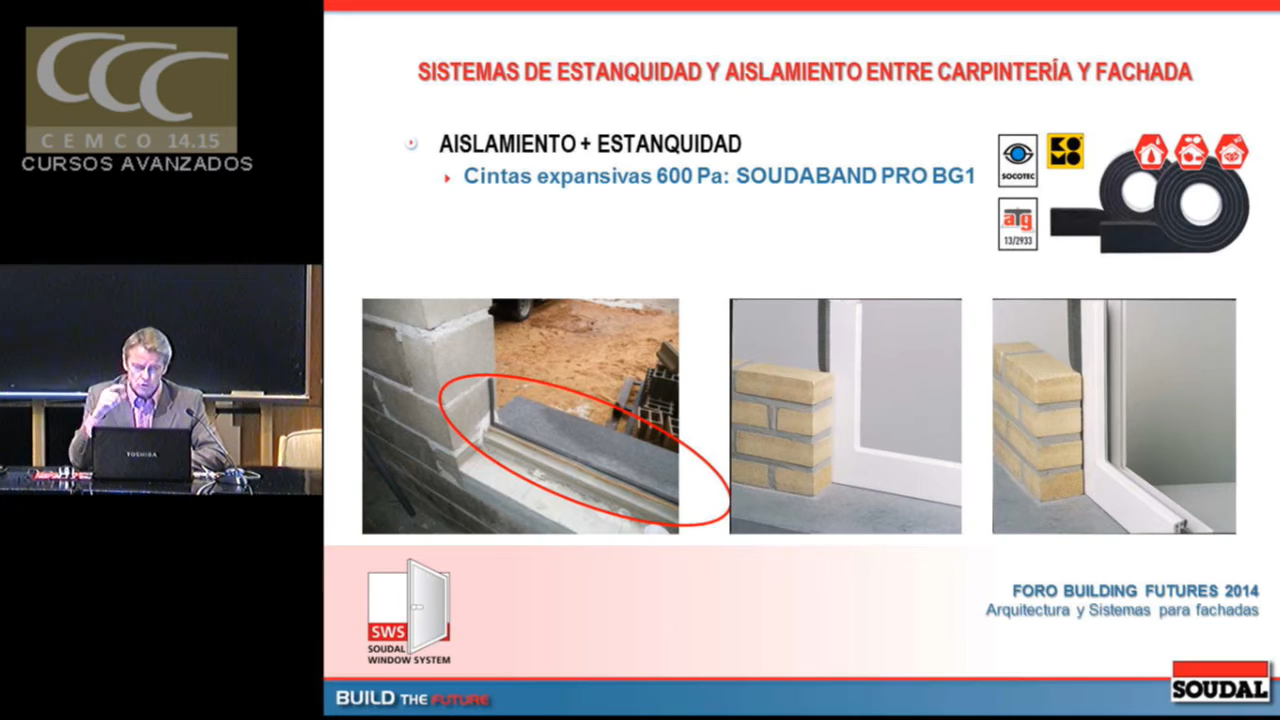 CCC
CEMCO 14.15
CURSOS AVANZADOS
TOSHIBA
SISTEMAS DE ESTANQUIDAD Y AISLAMIENTO ENTRE CARPINTERÍA Y FACHADA
AISLAMIENTO + ESTANQUIDAD
Cintas expansivas 600 Pa: SOUDABAND PRO BG1
SOCOTEC
KOMO
atg
13/2933
SWS
SOUDAL
WINDOW SYSTEM
FORO BUILDING FUTURES 2014
Arquitectura y Sistemas para fachadas
BUILD THE FUTURE
SOUDAL